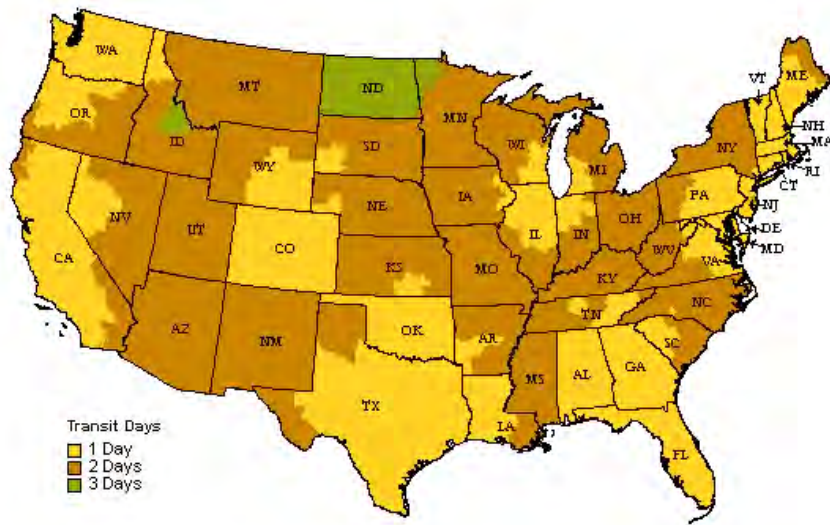 WA
MT
ND
MN
VT
ME
OR
ID
WY
SD
WI
MI
NY
NH
MA
RI
CT
NV
UT
CO
NE
IA
IL
IN
OH
PA
NJ
DE
MD
CA
KS
MO
KY
WV
VA
AZ
NM
OK
AR
TN
NC
SC
TX
LA
MS
AL
GA
FL
Transit Days
1 Day
2 Days
3 Days